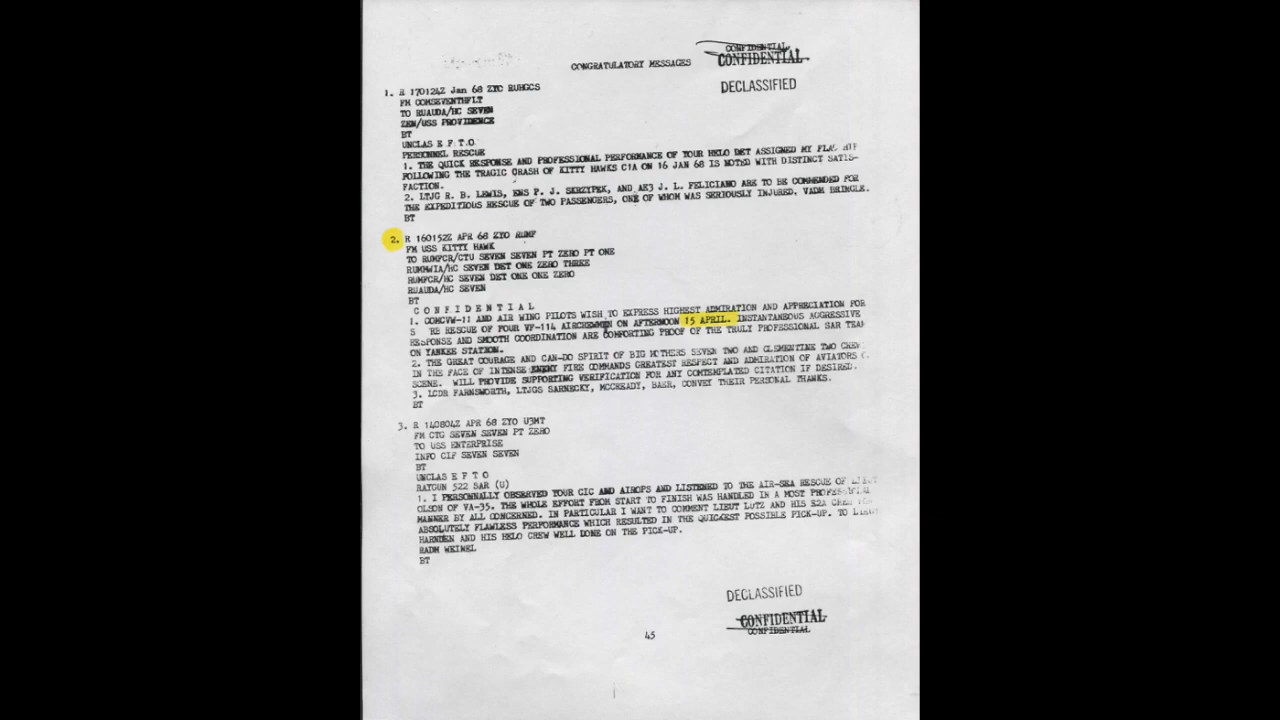 CONFIDENTIAL
CONGRATULATORY MESSAGES CONFIDENTIAL
DECLASSIFIED
1. R 170124Z Jan 68 ZYO RUHGCS
FM COMSEVENTHFLT
TO RUAUDA/HC SEVEN
ZEN/USS PROVIDENCE
BT
UNCLAS E F T O
PERSONNEL RESCUE
1. THE QUICK RESPONSE AND PROFESSIONAL PERFORMANCE OF YOUR HELO DET ASSIGNED MY
FOLLOWING THE TRAGIC CRASH OF KITTY HAWKS C1A ON 16 JAN 68 IS NOTED WITH DISTINCT SATIS-
FACTION.
2. LTJG R. B. LEWIS, ENS P. J. SKRZYPEK, AND AE3 J. L. FELICIANO ARE TO BE COMMENDED FOR
THE EXPEDITIOUS RESCUE OF TWO PASSENGERS, ONE OF WHOM WAS SERIOUSLY INJURED. VADM BRINGLE.
BT
2. R 160152Z APR 68 ZYO RUMF
FM USS KITTY HAWK
TO RUMFCR/CTU SEVEN SEVEN PT ZERO PT ONE
RUMMWIA/HC SEVEN DET ONE ZERO THREE
RUMFCR/HC SEVEN DET ONE ONE ZERO
RUAUDA/HC SEVEN
BT
C O N F I D E N T I A L
1. COMCVW-11 AND AIR WING PILOTS WISH TO EXPRESS HIGHEST ADMIRATION AND APPRECIATION FOR
RESCUE OF FOUR VF-114 AIRCREWMEN ON AFTERNOON 15 APRIL. INSTANTANEOUS AGGRESSIVE
RESPONSE AND SMOOTH COORDINATION ARE COMFORTING PROOF OF THE TRULY PROFESSIONAL SAR TEAM
ON YANKEE STATION.
2. THE GREAT COURAGE AND CAN-DO SPIRIT OF BIG MOTHERS SEVEN TWO AND CLEMENTINE TWO CREW
IN THE FACE OF INTENSE ENEMY FIRE COMMANDS GREATEST RESPECT AND ADMIRATION OF AVIATORS
SCENE. WILL PROVIDE SUPPORTING VERIFICATION FOR ANY CONTEMPLATED CITATION IF DESIRED.
3. LCDR FARNSWORTH, LTJGS SARNECKY, MCCREADY, BAER, CONVEY THEIR PERSONAL THANKS.
BT
3. R 140804Z APR 68 ZYO U3MT
FM CTG SEVEN SEVEN PT ZERO
TO USS ENTERPRISE
INFO CIF SEVEN SEVEN
BT
UNCLAS E F T O
RAYGUN 522 SAR (U)
1. I PERSONNALLY OBSERVED YOUR CIC AND AIROPS AND LISTENED TO THE AIR-SEA RESCUE OF
OLSON OF VA-35. THE WHOLE EFFORT FROM START TO FINISH WAS HANDLED IN A MOST PROFESSIONAL
MANNER BY ALL CONCERNED. IN PARTICULAR I WANT TO COMMENT LIEUT LUTZ AND HIS E2A CREW
ABSOLUTELY FLAWLESS PERFORMANCE WHICH RESULTED IN THE QUICKEST POSSIBLE PICK-UP. TO
HARNDEN AND HIS HELO CREW WELL DONE ON THE PICK-UP.
RADM WEIMEL
BT
DECLASSIFIED
CONFIDENTIAL
CONFIDENTIAL
45